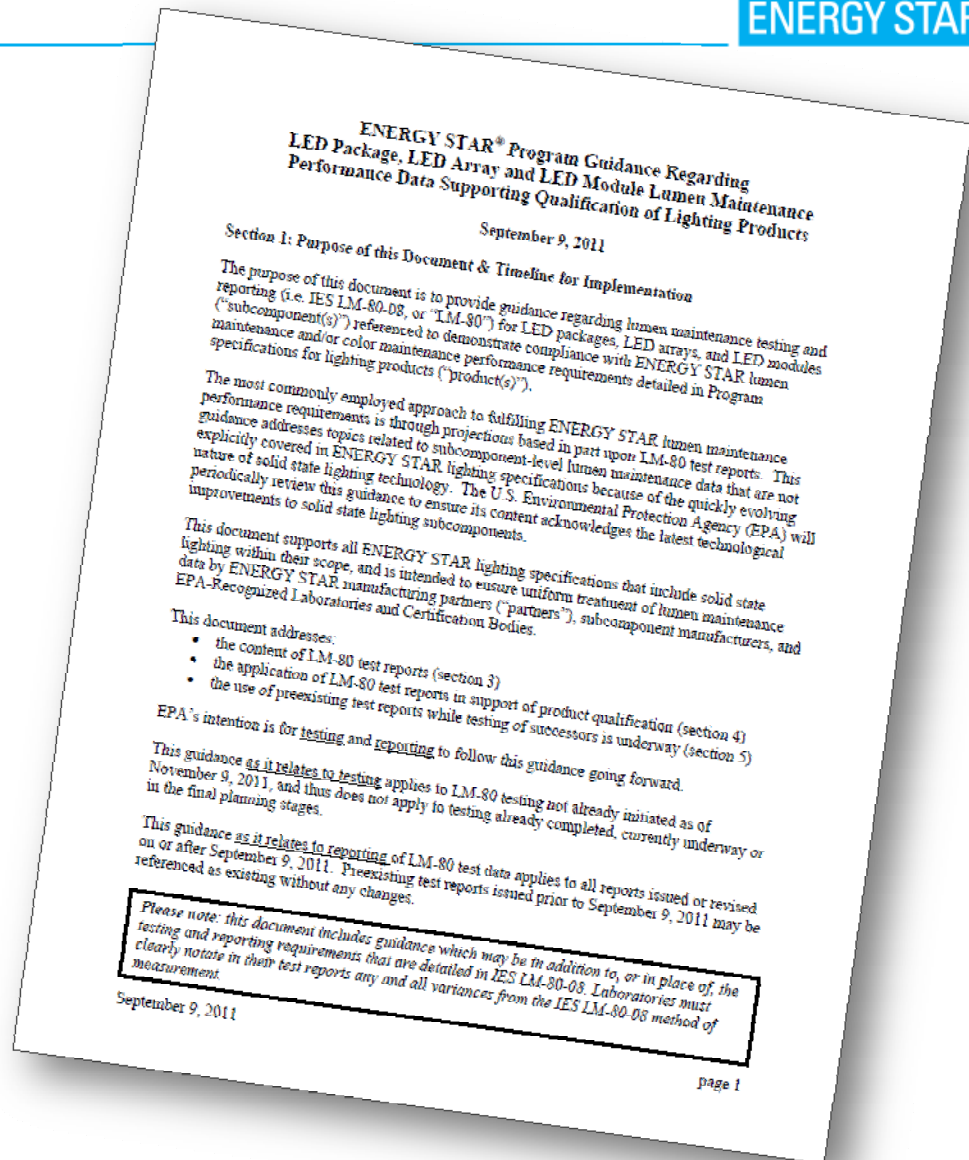 ENERGY STAR
ENERGY STAR® Program Guidance Regarding
LED Package, LED Array and LED Module Lumen Maintenance
Performance Data Supporting Qualification of Lighting Products
September 9, 2011
Section 1: Purpose of this Document & Timeline for Implementation
The purpose of this document is to provide guidance regarding lumen maintenance testing and
reporting (i.e. IES LM-80-08, or “LM-80”) for LED packages, LED arrays, and LED modules
(“subcomponent(s)”) referenced to demonstrate compliance with ENERGY STAR lumen
maintenance and/or color maintenance performance requirements detailed in Program
specifications for lighting products (“product(s)”).
The most commonly employed approach to fulfilling ENERGY STAR lumen maintenance
performance requirements is through projections based in part upon LM-80 test reports. This
guidance addresses topics related to subcomponent-level lumen maintenance data that are not
explicitly covered in ENERGY STAR lighting specifications because of the quickly evolving
nature of solid state lighting technology. The U.S. Environmental Protection Agency (EPA) will
periodically review this guidance to ensure its content acknowledges the latest technological
improvements to solid state lighting subcomponents.
This document supports all ENERGY STAR lighting specifications that include solid state
lighting within their scope, and is intended to ensure uniform treatment of lumen maintenance
data by ENERGY STAR manufacturing partners (“partners”), subcomponent manufacturers, and
EPA-Recognized Laboratories and Certification Bodies.
This document addresses:
• the content of LM-80 test reports (section 3)
• the application of LM-80 test reports in support of product qualification (section 4)
• the use of preexisting test reports while testing of successors is underway (section 5)
EPA’s intention is for testing and reporting to follow this guidance going forward.
This guidance as it relates to testing applies to LM-80 testing not already initiated as of
November 9, 2011, and thus does not apply to testing already completed, currently underway or
in the final planning stages.
This guidance as it relates to reporting of LM-80 test data applies to all reports issued or revised
on or after September 9, 2011. Preexisting test reports issued prior to September 9, 2011 may be
referenced as existing without any changes.
Please note: this document includes guidance which may be in addition to, or in place of, the
testing and reporting requirements that are detailed in IES LM-80-08. Laboratories must
clearly notate in their test reports any and all variances from the IES LM-80-08 method of
measurement.
September 9, 2011
page 1